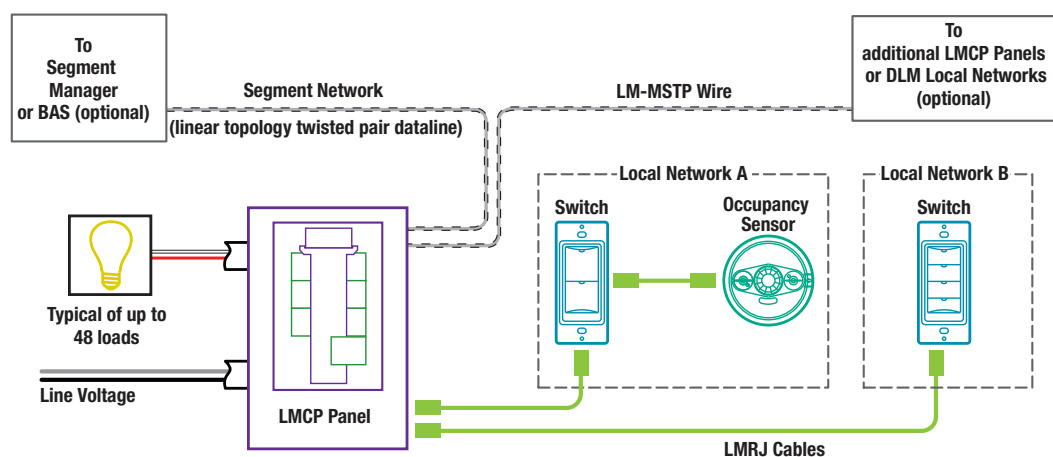 To
Segment
Manager
or BAS (optional)
Segment Network
(linear topology twisted pair dataline)
LM-MSTP Wire
To
additional LMCP Panels
or DLM Local Networks
(optional)
Local Network A
Switch
Occupancy
Sensor
Local Network B
Switch
Typical of up to
48 loads
Line Voltage
LMCP Panel
LMRJ Cables